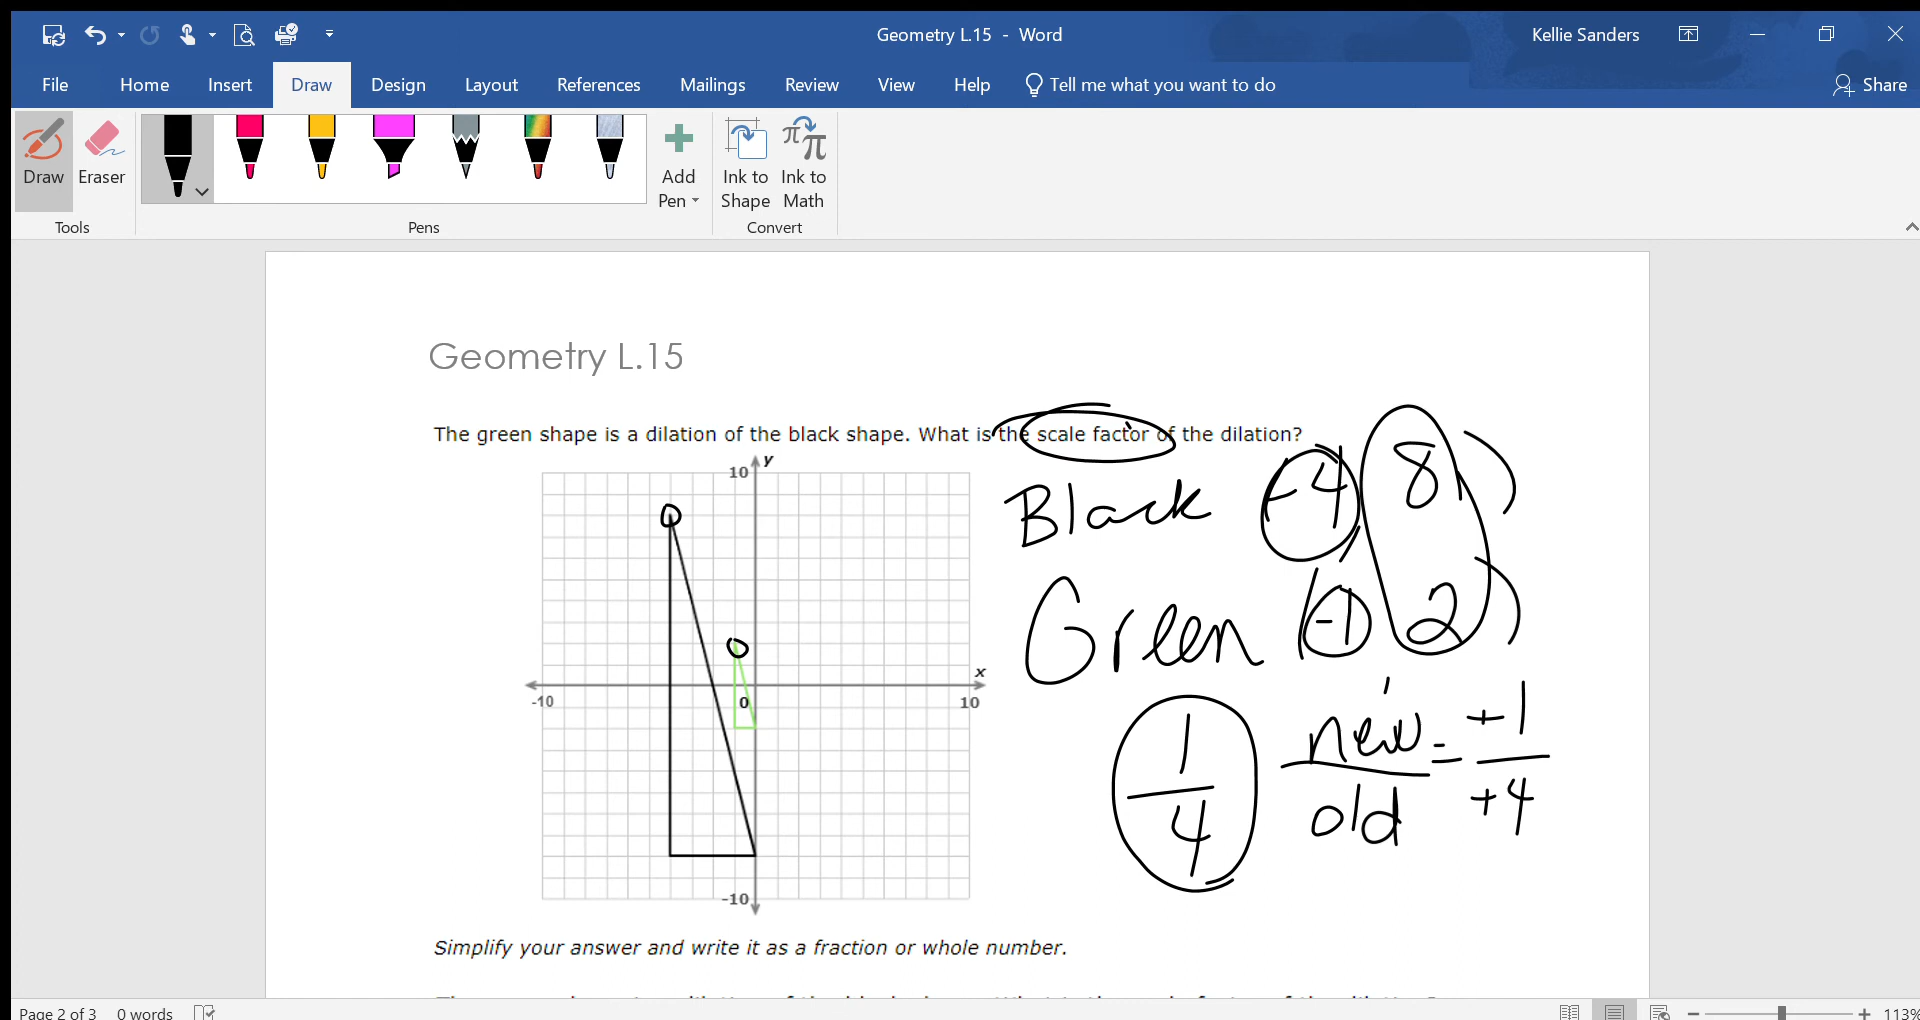 Geometry L.15 - Word
Kellie Sanders
File Home Insert Draw Design Layout References Mailings Review View Help Tell me what you want to do Share
Draw Eraser Add Pen Ink to Shape Ink to Math
Tools Pens Convert
Geometry L.15
The green shape is a dilation of the black shape. What is the scale factor of the dilation?
10 y
Black (-4, 8)
Green (-1, 2)
x
-10 0 10
1/4 new/old = +1/+4
-10
Simplify your answer and write it as a fraction or whole number.
Page 2 of 3 0 words 113%